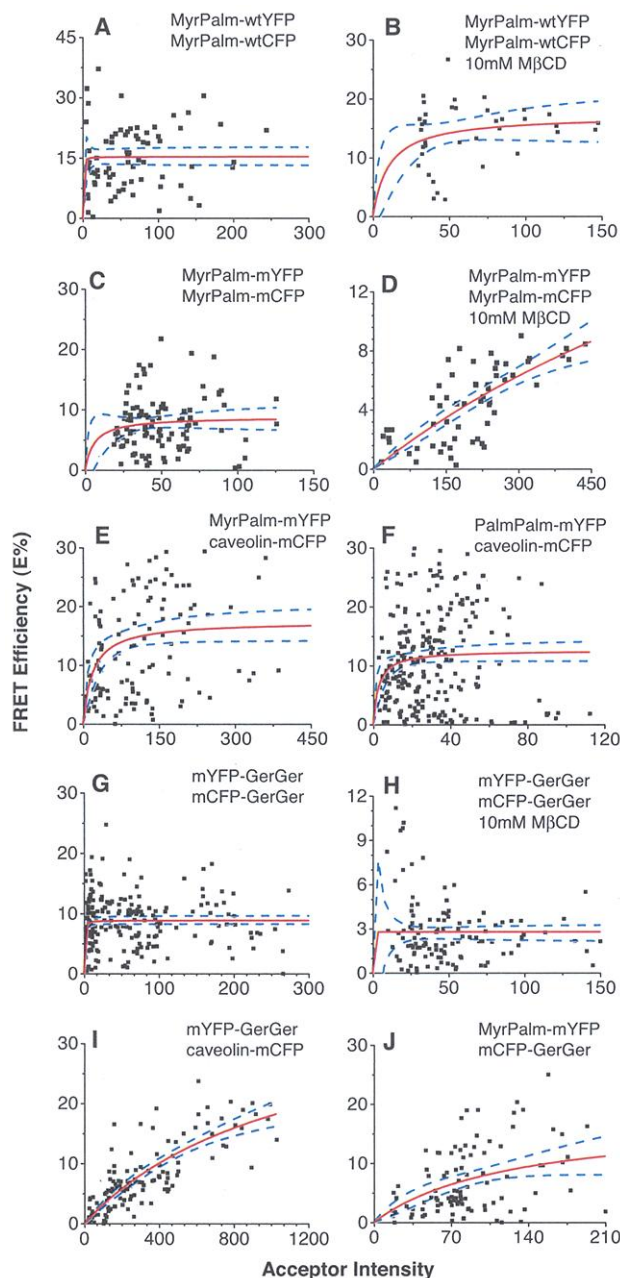 A
MyrPalm-wtYFP
MyrPalm-wtCFP
45
30
15
0
0 100 200 300
B
MyrPalm-wtYFP
MyrPalm-wtCFP
10mM MβCD
30
20
10
0
0 50 100 150
C
MyrPalm-mYFP
MyrPalm-mCFP
30
20
10
0
0 50 100 150
D
MyrPalm-mYFP
MyrPalm-mCFP
10mM MβCD
12
8
4
0
0 150 300 450
E
MyrPalm-mYFP
caveolin-mCFP
30
20
10
0
0 150 300 450
F
PalmPalm-mYFP
caveolin-mCFP
30
20
10
0
0 40 80 120
G
mYFP-GerGer
mCFP-GerGer
30
20
10
0
0 100 200 300
H
mYFP-GerGer
mCFP-GerGer
10mM MβCD
12
9
6
3
0
0 50 100 150
I
mYFP-GerGer
caveolin-mCFP
30
20
10
0
0 400 800 1200
J
MyrPalm-mYFP
mCFP-GerGer
30
20
10
0
0 70 140 210
FRET Efficiency (E%)
Acceptor Intensity